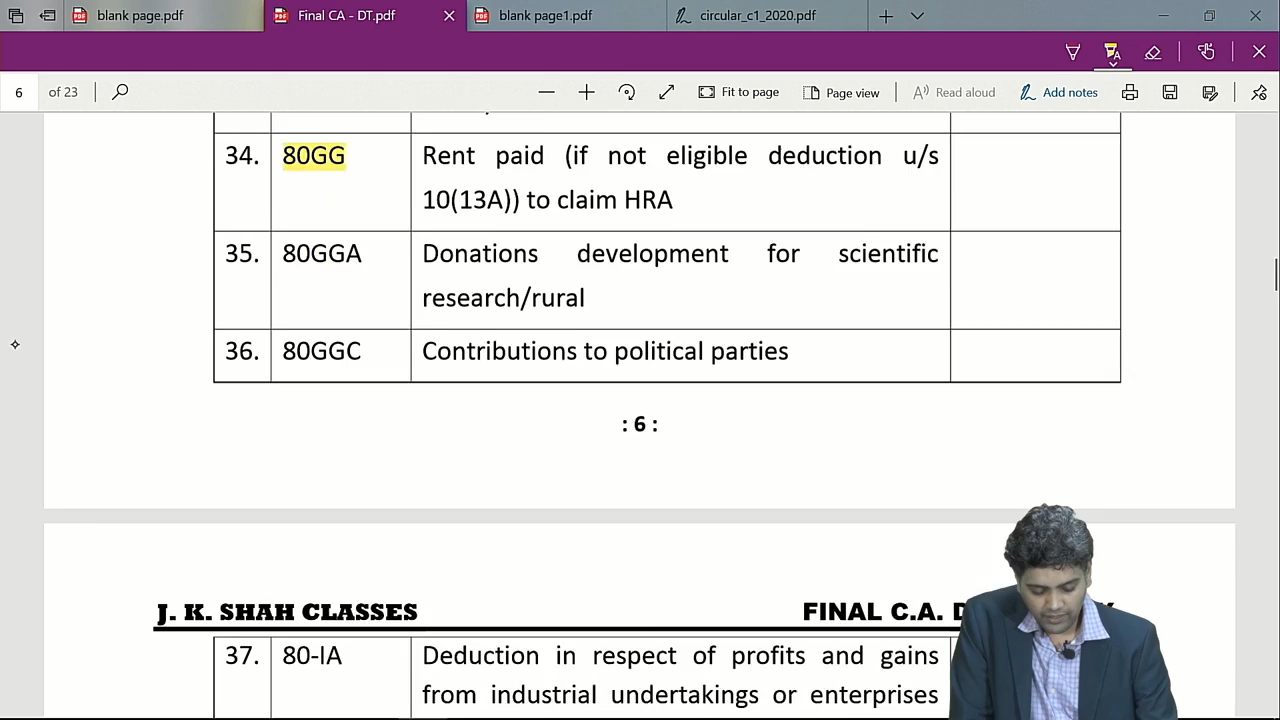 blank page.pdf
Final CA - DT.pdf
blank page1.pdf
circular_c1_2020.pdf
6 of 23
Fit to page
Page view
Read aloud
Add notes
34. 80GG Rent paid (if not eligible deduction u/s
10(13A)) to claim HRA
35. 80GGA Donations development for scientific
research/rural
36. 80GGC Contributions to political parties
: 6 :
J. K. SHAH CLASSES
FINAL C.A.
37. 80-IA Deduction in respect of profits and gains
from industrial undertakings or enterprises